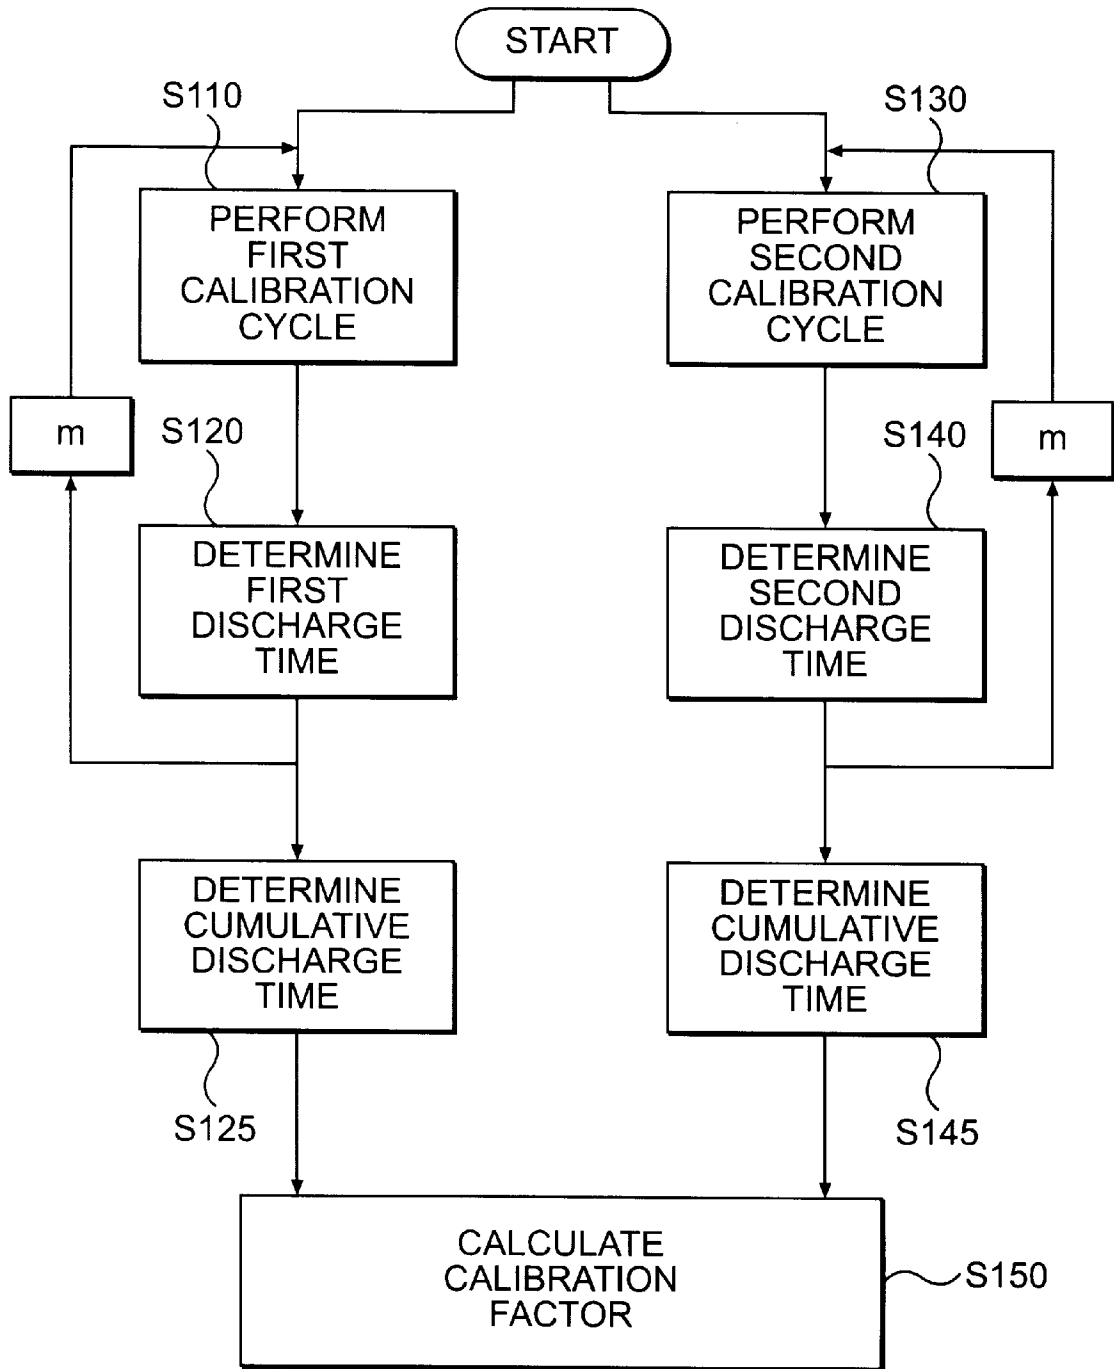 START
S110
S130
PERFORM
FIRST
CALIBRATION
CYCLE
PERFORM
SECOND
CALIBRATION
CYCLE
m
m
S120
S140
DETERMINE
FIRST
DISCHARGE
TIME
DETERMINE
SECOND
DISCHARGE
TIME
DETERMINE
CUMULATIVE
DISCHARGE
TIME
DETERMINE
CUMULATIVE
DISCHARGE
TIME
S125
S145
CALCULATE
CALIBRATION
FACTOR
S150